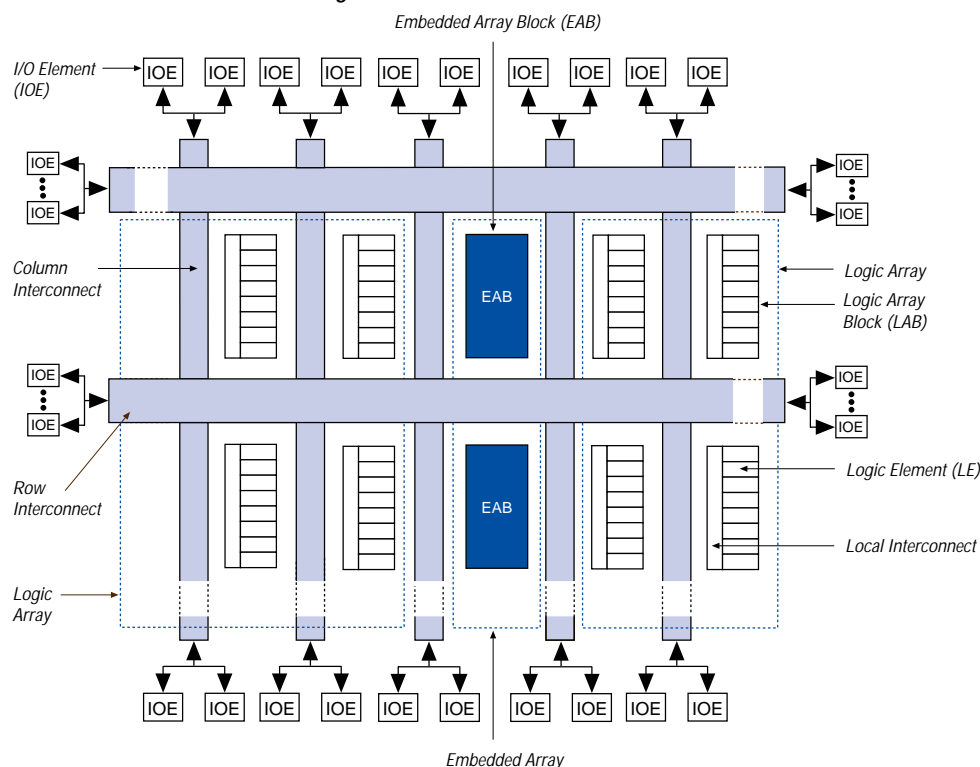 Embedded Array Block (EAB)
I/O Element
(IOE)
IOE IOE IOE IOE IOE IOE IOE IOE IOE IOE
IOE IOE
IOE IOE
Column
Interconnect
EAB
Logic Array
Logic Array
Block (LAB)
IOE IOE
IOE IOE
Row
Interconnect
EAB
Logic Element (LE)
Local Interconnect
Logic
Array
IOE IOE IOE IOE IOE IOE IOE IOE IOE IOE
Embedded Array